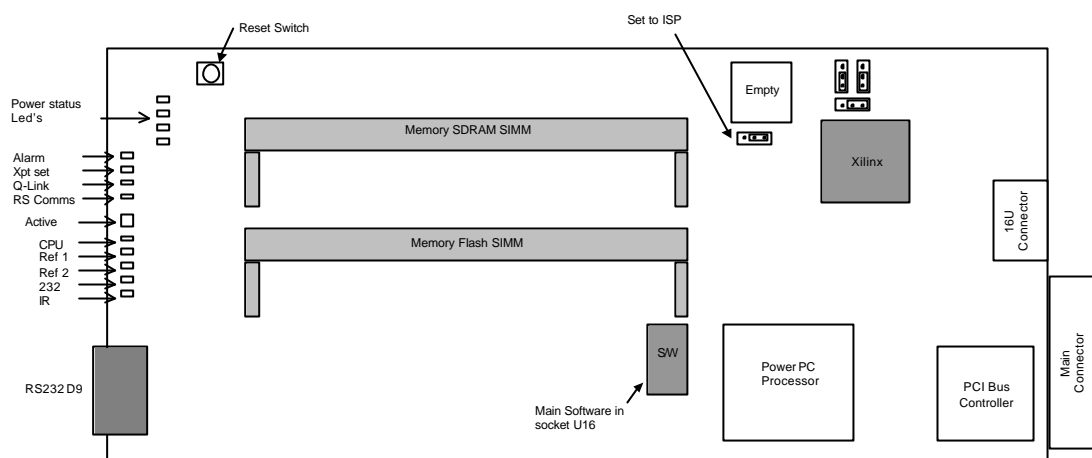 Reset Switch
Set to ISP
Power status
Led's
Empty
Memory SDRAM SIMM
Alarm
Xpt set
Q-Link
RS Comms
Xilinx
Active
16U
Connector
CPU
Ref 1
Ref 2
232
IR
Memory Flash SIMM
S/W
Power PC
Processor
PCI Bus
Controller
Main
Connector
RS232 D9
Main Software in
socket U16